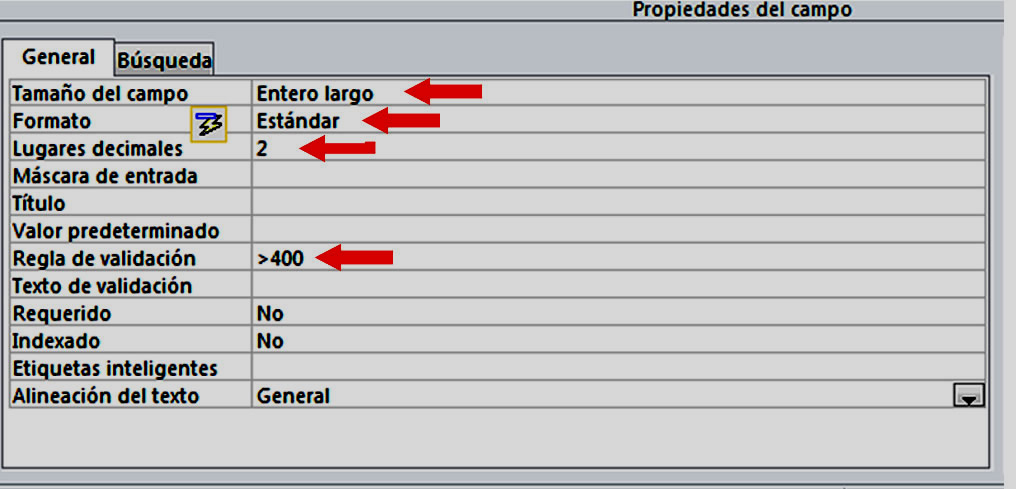 Propiedades del campo
General Búsqueda
Tamaño del campo Entero largo
Formato Estándar
Lugares decimales 2
Máscara de entrada
Título
Valor predeterminado
Regla de validación >400
Texto de validación
Requerido No
Indexado No
Etiquetas inteligentes
Alineación del texto General